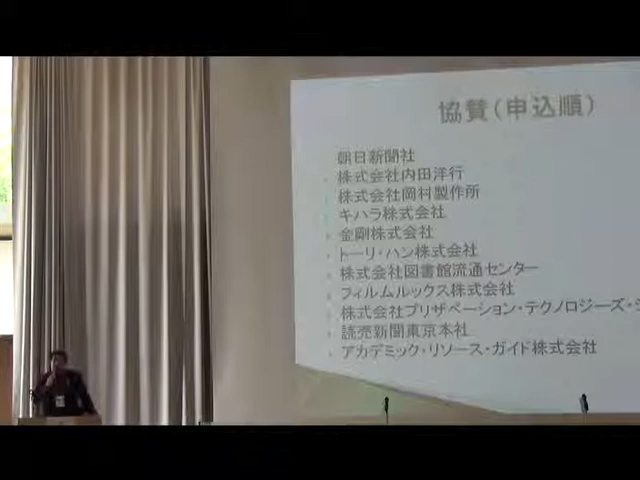 協賛（申込順）
朝日新聞社
株式会社内田洋行
株式会社岡村製作所
キハラ株式会社
金剛株式会社
トーリ・ハン株式会社
株式会社図書館流通センター
フィルムルックス株式会社
株式会社プリザベーション・テクノロジーズ・
読売新聞東京本社
アカデミック・リソース・ガイド株式会社